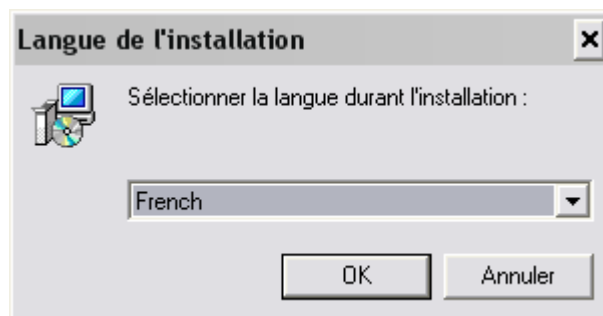 Langue de l'installation
Sélectionner la langue durant l'installation :
French
OK
Annuler